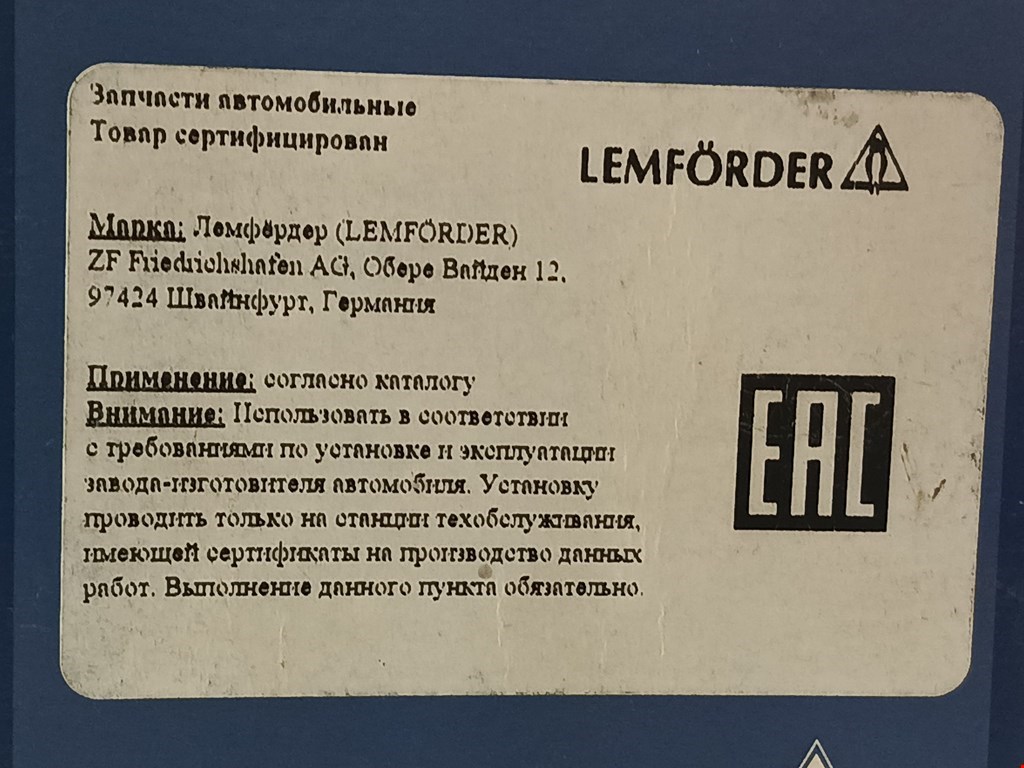 Запчасти автомобильные
Товар сертифицирован
LEMFÖRDER
Марка: Лемфёрдер (LEMFÖRDER)
ZF Friedrichshafen AG, Обере Вайден 12,
97424 Швайнфурт, Германия
Применение: согласно каталогу
Внимание: Использовать в соответствии
с требованиями по установке и эксплуатации
завода-изготовителя автомобиля. Установку
проводить только на станции техобслуживания,
имеющей сертификаты на производство данных
работ. Выполнение данного пункта обязательно.
EAC